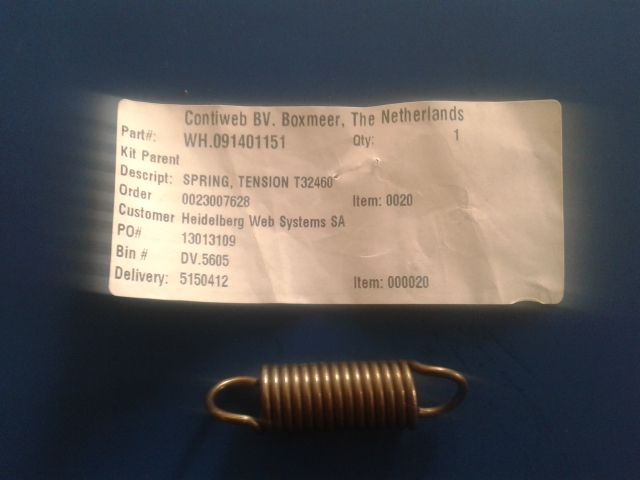 Contiweb BV. Boxmeer, The Netherlands
Part#: WH.091401151 Qty: 1
Kit Parent
Descript: SPRING, TENSION T32460
Order 0023007628 Item: 0020
Customer Heidelberg Web Systems SA
PO# 13013109
Bin # DV.5605
Delivery: 5150412 Item: 000020